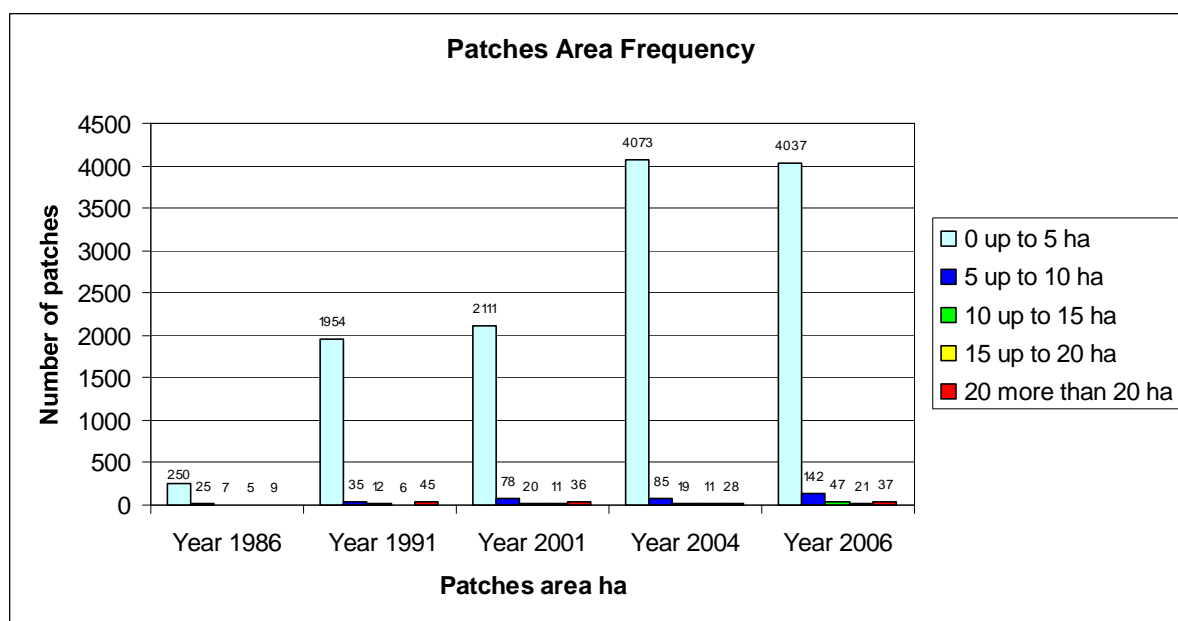 Patches Area Frequency
4500
4000
3500
3000
2500
2000
1500
1000
500
0
Number of patches
250 25 7 5 9
1954 35 12 6 45
2111 78 20 11 36
4073 85 19 11 28
4037 142 47 21 37
Year 1986 Year 1991 Year 2001 Year 2004 Year 2006
Patches area ha
0 up to 5 ha
5 up to 10 ha
10 up to 15 ha
15 up to 20 ha
20 more than 20 ha